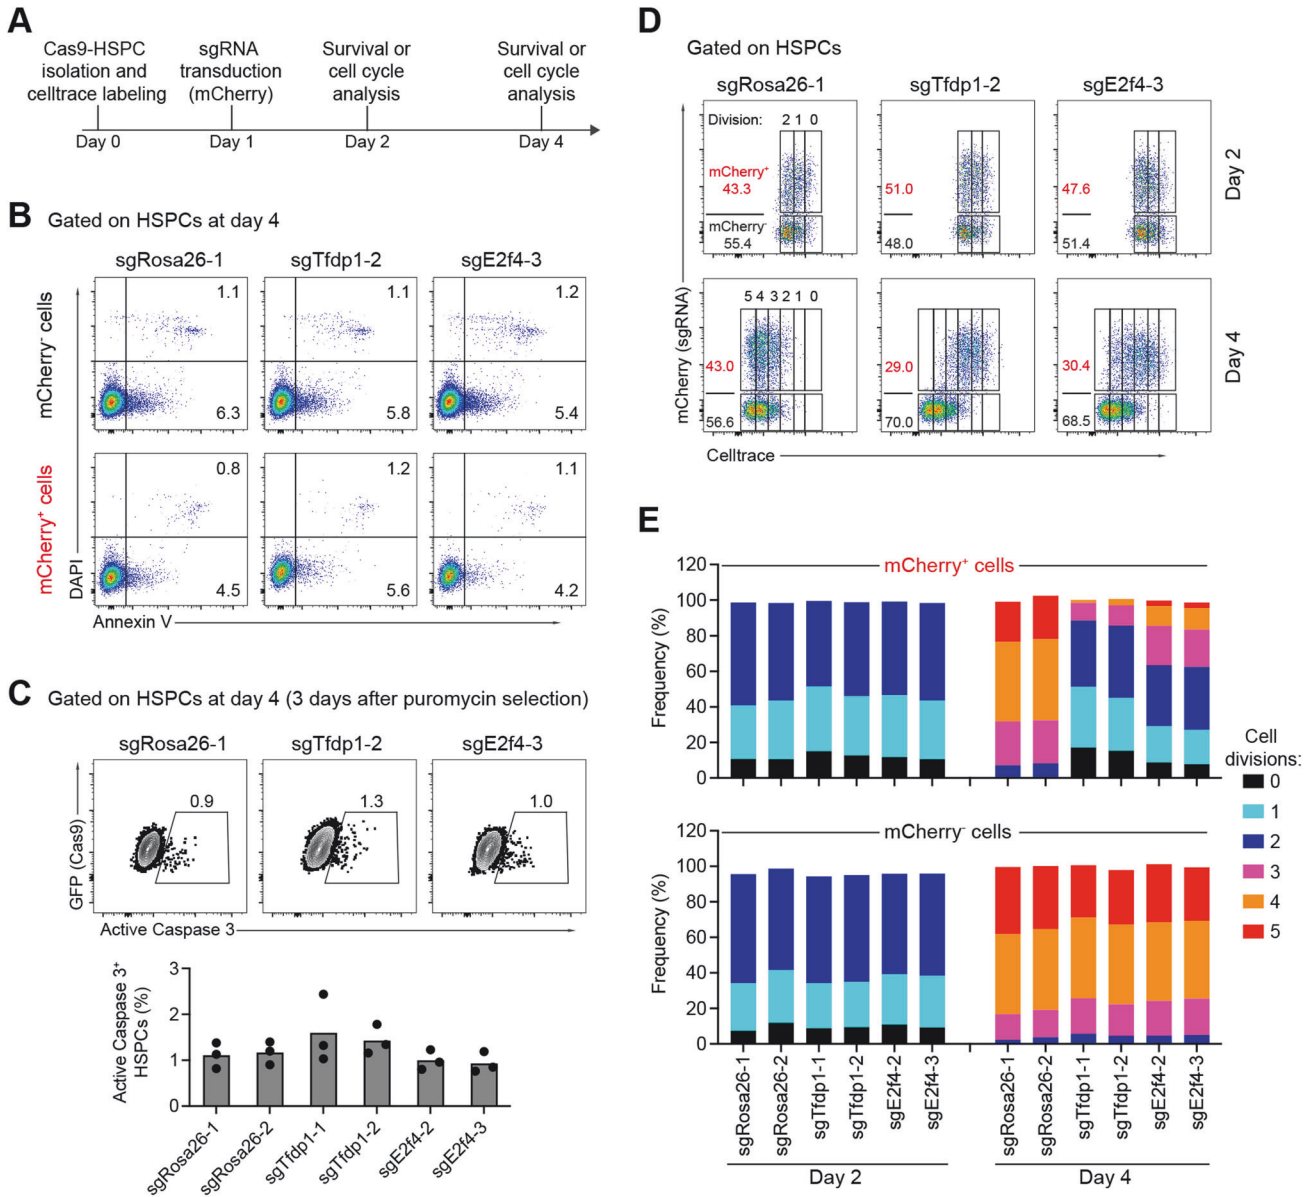 A
Cas9-HSPC
isolation and
celltrace labeling
sgRNA
transduction
(mCherry)
Survival or
cell cycle
analysis
Survival or
cell cycle
analysis
Day 0
Day 1
Day 2
Day 4
B
Gated on HSPCs at day 4
sgRosa26-1
sgTfdp1-2
sgE2f4-3
mCherry⁻ cells
1.1
6.3
1.1
5.8
1.2
5.4
mCherry⁺ cells
0.8
4.5
1.2
5.6
1.1
4.2
DAPI
Annexin V
C
Gated on HSPCs at day 4 (3 days after puromycin selection)
sgRosa26-1
sgTfdp1-2
sgE2f4-3
GFP (Cas9)
0.9
1.3
1.0
Active Caspase 3
Active Caspase 3⁺
HSPCs (%)
3
2
1
0
sgRosa26-1
sgRosa26-2
sgTfdp1-1
sgTfdp1-2
sgE2f4-2
sgE2f4-3
D
Gated on HSPCs
sgRosa26-1
sgTfdp1-2
sgE2f4-3
Division: 2 1 0
mCherry⁺
43.3
mCherry⁻
55.4
51.0
48.0
47.6
51.4
Day 2
5 4 3 2 1 0
43.0
56.6
29.0
70.0
30.4
68.5
Day 4
mCherry (sgRNA)
Celltrace
E
mCherry⁺ cells
Frequency (%)
120
100
80
60
40
20
0
mCherry⁻ cells
Frequency (%)
120
100
80
60
40
20
0
sgRosa26-1
sgRosa26-2
sgTfdp1-1
sgTfdp1-2
sgE2f4-2
sgE2f4-3
sgRosa26-1
sgRosa26-2
sgTfdp1-1
sgTfdp1-2
sgE2f4-2
sgE2f4-3
Day 2
Day 4
Cell
divisions:
0
1
2
3
4
5